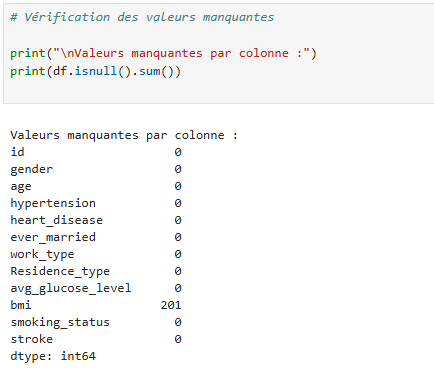 # Vérification des valeurs manquantes
print("\nValeurs manquantes par colonne :")
print(df.isnull().sum())
Valeurs manquantes par colonne :
id 0
gender 0
age 0
hypertension 0
heart_disease 0
ever_married 0
work_type 0
Residence_type 0
avg_glucose_level 0
bmi 201
smoking_status 0
stroke 0
dtype: int64